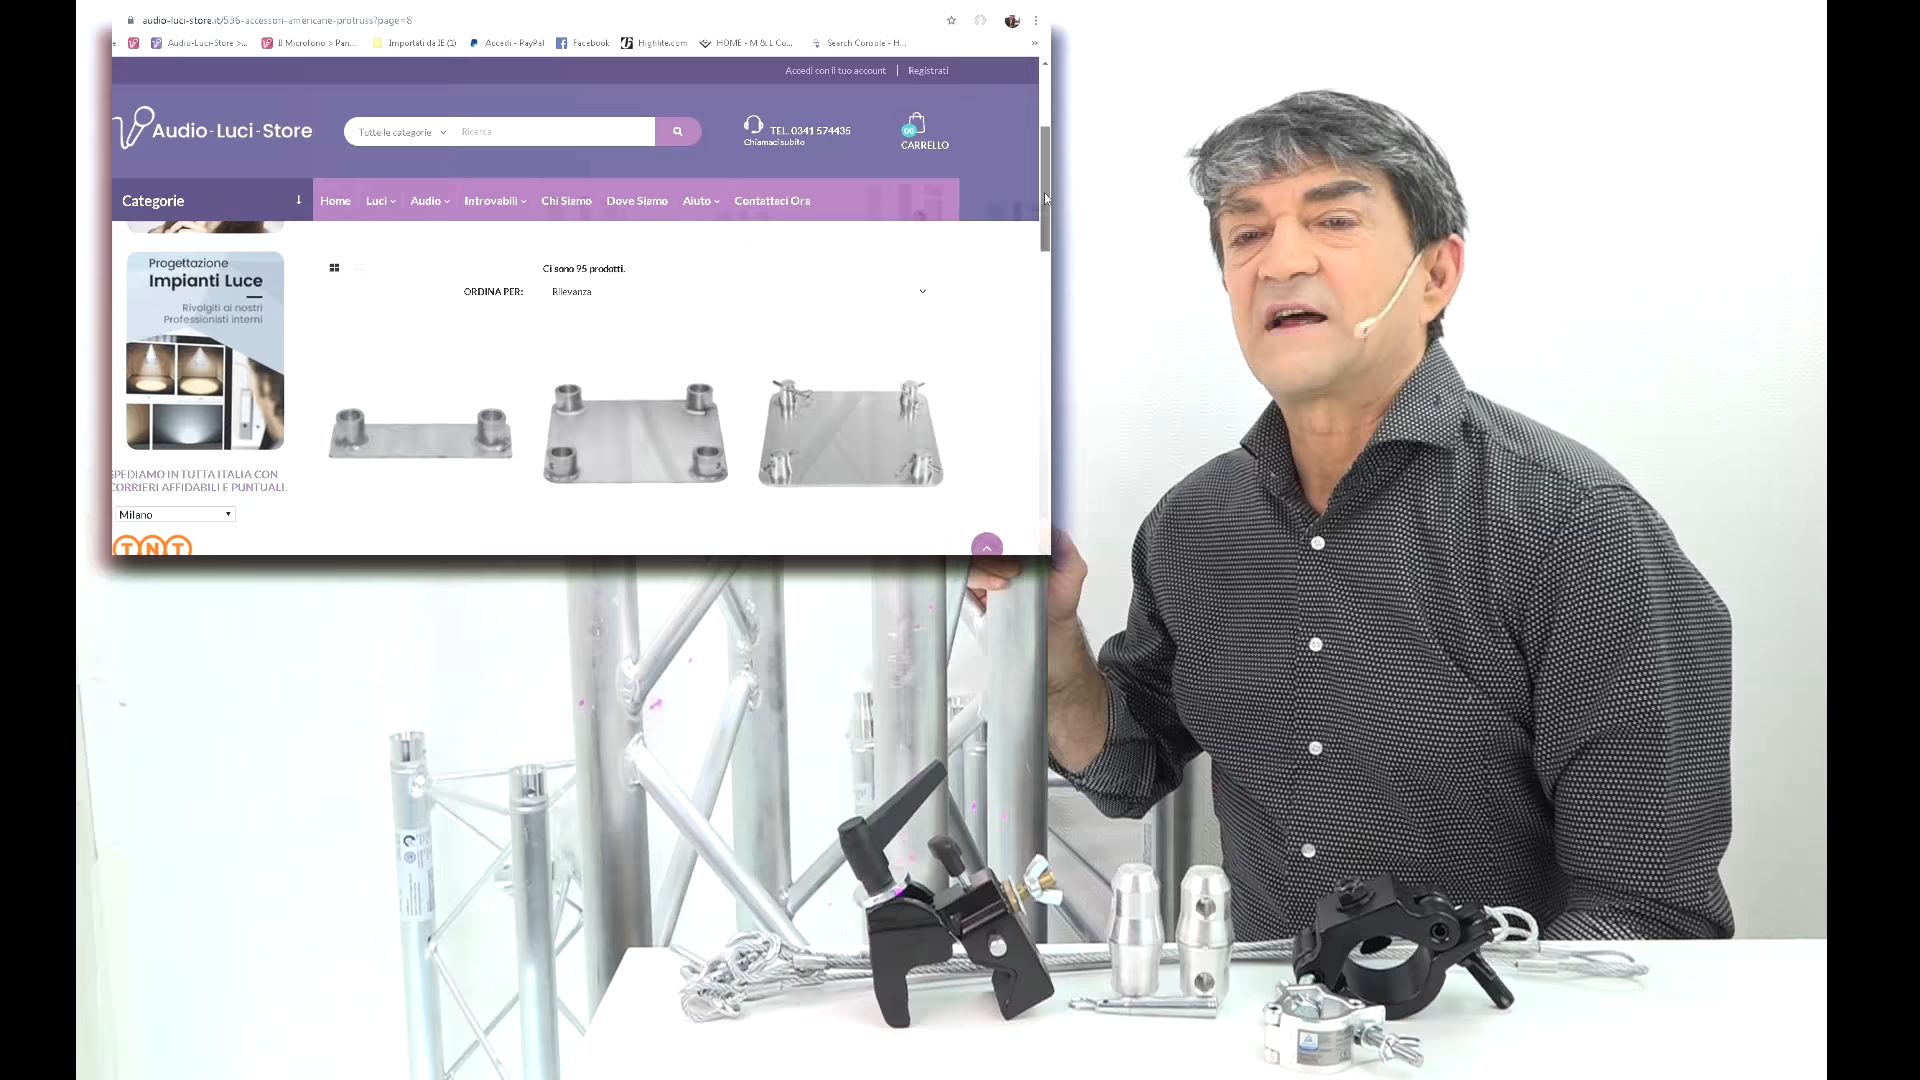 audio-luci-store.it/536-accessori-americane-protruss?page=8
Audio-Luci-Store >... Il Microfono > Pan... Importati da IE (1) Accedi - PayPal Facebook Highlite.com HOME - M & L Co... Search Console - H... »
Accedi con il tuo account | Registrati
Audio-Luci-Store
Tutte le categorie Ricerca
TEL. 0341 574435
Chiamaci subito
00
CARRELLO
Categorie
Home Luci Audio Introvabili Chi Siamo Dove Siamo Aiuto Contattaci Ora
Progettazione
Impianti Luce
Rivolgiti ai nostri
Professionisti interni
Ci sono 95 prodotti.
ORDINA PER: Rilevanza
SPEDIAMO IN TUTTA ITALIA CON
CORRIERI AFFIDABILI E PUNTUALI.
Milano
TNT